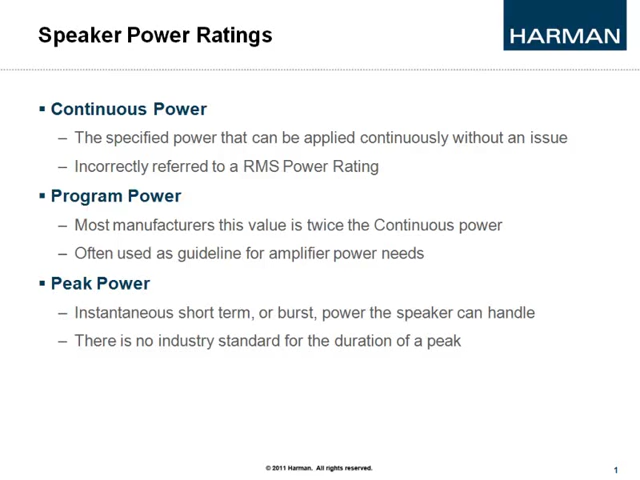 Speaker Power Ratings
HARMAN
▪ Continuous Power
– The specified power that can be applied continuously without an issue
– Incorrectly referred to a RMS Power Rating
▪ Program Power
– Most manufacturers this value is twice the Continuous power
– Often used as guideline for amplifier power needs
▪ Peak Power
– Instantaneous short term, or burst, power the speaker can handle
– There is no industry standard for the duration of a peak
© 2011 Harman. All rights reserved.
1